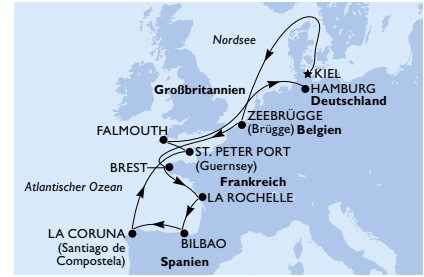 Nordsee
KIEL
HAMBURG
Deutschland
Großbritannien
ZEEBRÜGGE
(Brügge) Belgien
FALMOUTH
ST. PETER PORT
(Guernsey)
BREST
Frankreich
Atlantischer Ozean
LA ROCHELLE
LA CORUNA
(Santiago de
Compostela)
BILBAO
Spanien